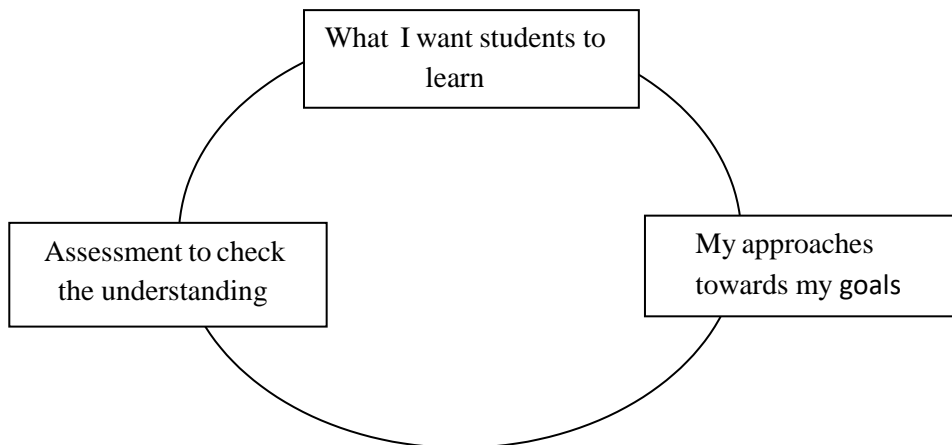 What I want students to
learn
Assessment to check
the understanding
My approaches
towards my goals